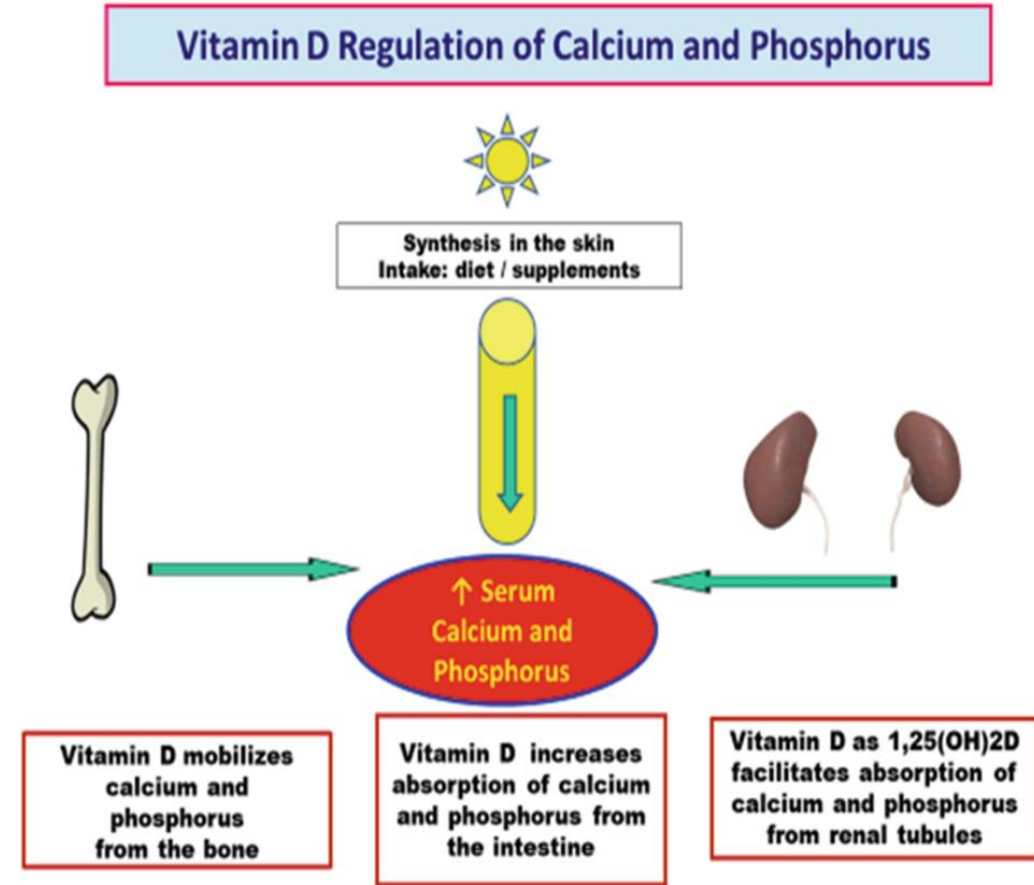 Vitamin D Regulation of Calcium and Phosphorus
Synthesis in the skin
Intake: diet / supplements
↑ Serum
Calcium and
Phosphorus
Vitamin D mobilizes
calcium and
phosphorus
from the bone
Vitamin D increases
absorption of calcium
and phosphorus from
the intestine
Vitamin D as 1,25(OH)2D
facilitates absorption of
calcium and phosphorus
from renal tubules